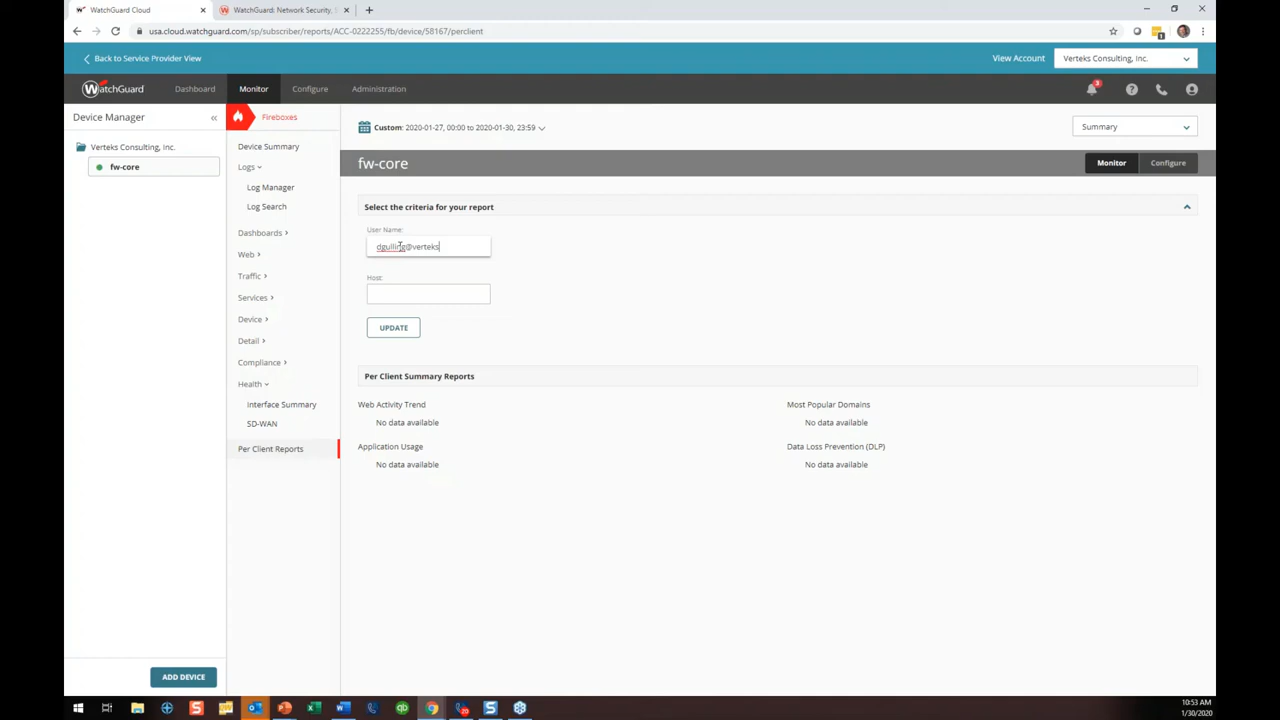 WatchGuard Cloud
WatchGuard: Network Security, S
usa.cloud.watchguard.com/sp/subscriber/reports/ACC-0222255/fb/device/58167/perclient
Back to Service Provider View
View Account
Verteks Consulting, Inc.
WatchGuard
Dashboard
Monitor
Configure
Administration
3
Device Manager
Verteks Consulting, Inc.
fw-core
ADD DEVICE
Fireboxes
Device Summary
Logs
Log Manager
Log Search
Dashboards
Web
Traffic
Services
Device
Detail
Compliance
Health
Interface Summary
SD-WAN
Per Client Reports
Custom: 2020-01-27, 00:00 to 2020-01-30, 23:59
Summary
fw-core
Monitor
Configure
Select the criteria for your report
User Name:
dgulling@verteks
Host:
UPDATE
Per Client Summary Reports
Web Activity Trend
No data available
Most Popular Domains
No data available
Application Usage
No data available
Data Loss Prevention (DLP)
No data available
10:53 AM
1/30/2020